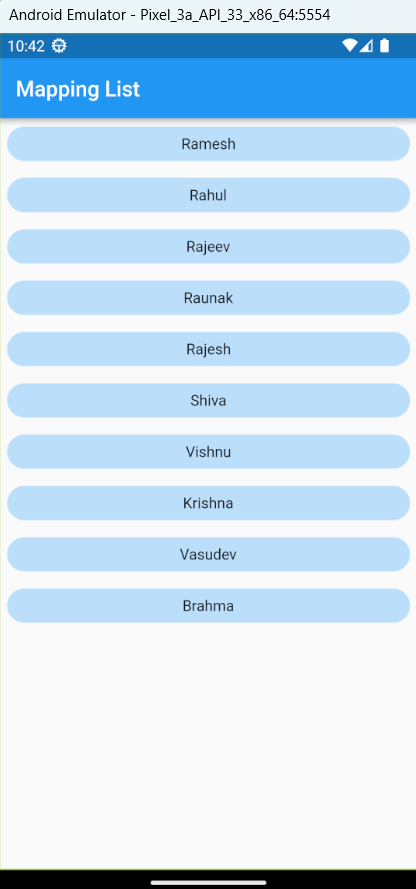 Android Emulator - Pixel_3a_API_33_x86_64:5554
10:42
Mapping List
Ramesh
Rahul
Rajeev
Raunak
Rajesh
Shiva
Vishnu
Krishna
Vasudev
Brahma